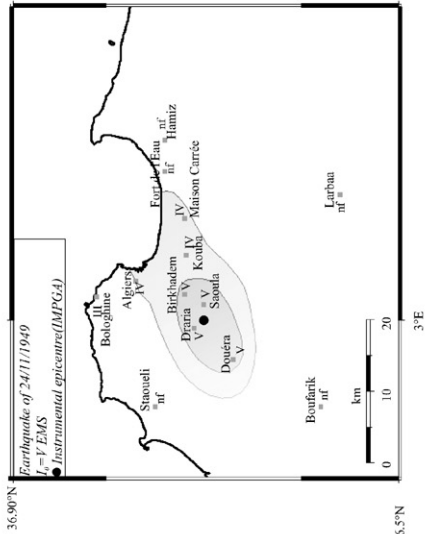 Earthquake of 24/11/1949
I₀=V EMS
Instrumental epicentre(IMPGA)
36.90°N
Bologhine
III
Algiers
IV
Staoueli
nf
Fort de l'Eau
nf
nf
Hamiz
IV
Maison Carrée
Birkhadem
V
IV
Kouba
Draria
V
V
Saoula
Douéra
V
Boufarik
nf
Larbaa
nf
km
0
10
20
3°E